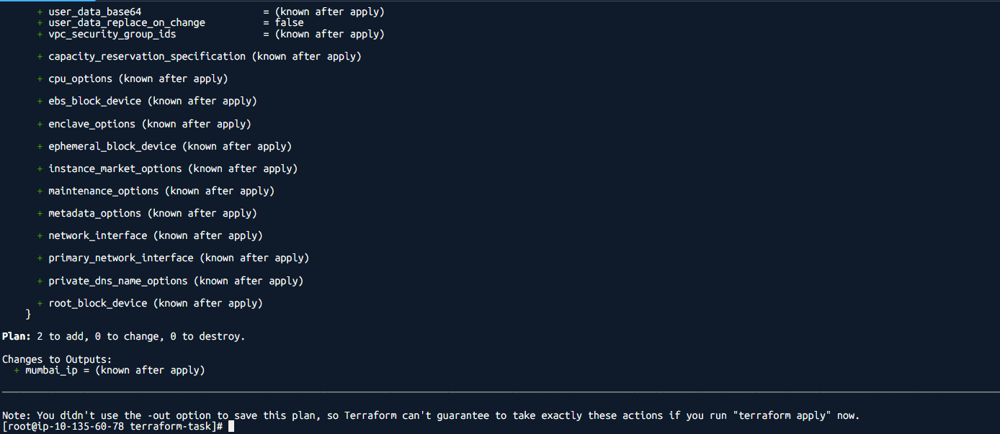 + user_data_base64 = (known after apply)
+ user_data_replace_on_change = false
+ vpc_security_group_ids = (known after apply)
+ capacity_reservation_specification (known after apply)
+ cpu_options (known after apply)
+ ebs_block_device (known after apply)
+ enclave_options (known after apply)
+ ephemeral_block_device (known after apply)
+ instance_market_options (known after apply)
+ maintenance_options (known after apply)
+ metadata_options (known after apply)
+ network_interface (known after apply)
+ primary_network_interface (known after apply)
+ private_dns_name_options (known after apply)
+ root_block_device (known after apply)
}
Plan: 2 to add, 0 to change, 0 to destroy.
Changes to Outputs:
+ mumbai_ip = (known after apply)
Note: You didn't use the -out option to save this plan, so Terraform can't guarantee to take exactly these actions if you run "terraform apply" now.
[root@ip-10-135-60-78 terraform-task]#